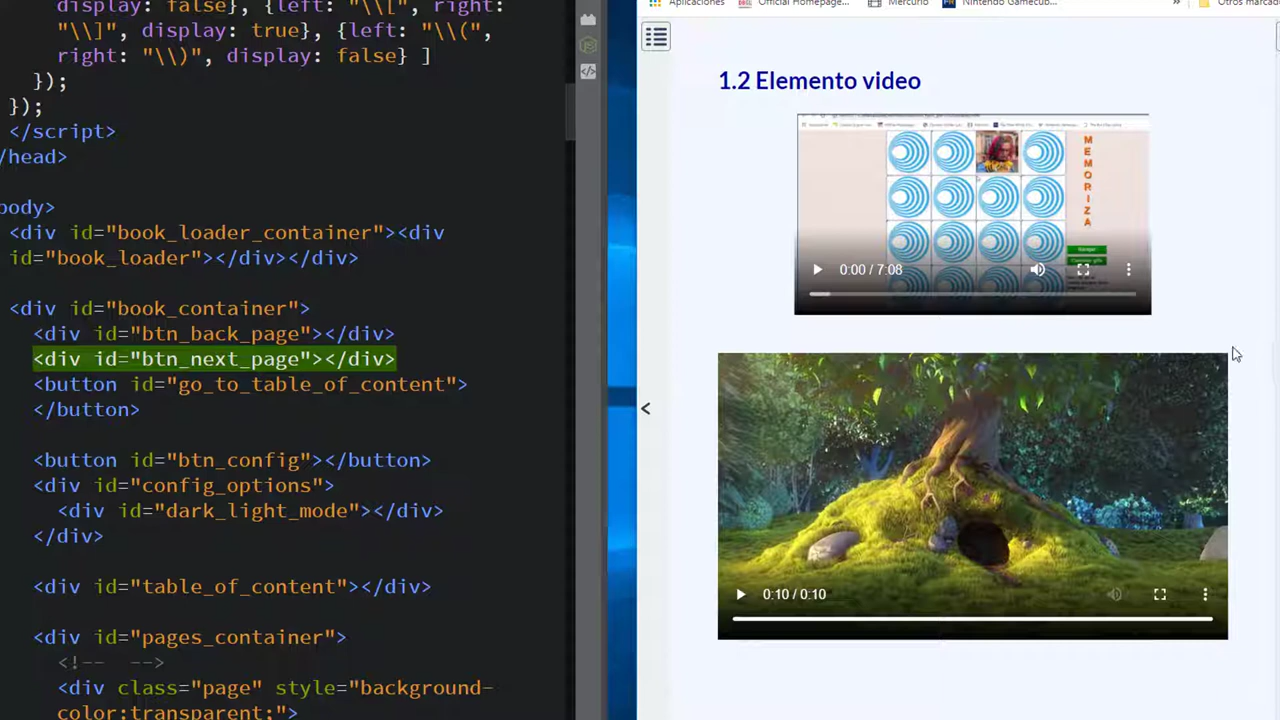 display: false}, {left: "\\[", right:
"\\]", display: true}, {left: "\\(",
right: "\\)", display: false} ]
});
});
</script>
/head>
body>
<div id="book_loader_container"><div
id="book_loader"></div></div>
<div id="book_container">
<div id="btn_back_page"></div>
<div id="btn_next_page"></div>
<button id="go_to_table_of_content">
</button>
<button id="btn_config"></button>
<div id="config_options">
<div id="dark_light_mode"></div>
</div>
<div id="table_of_content"></div>
<div id="pages_container">
<!-- -->
<div class="page" style="background-
color:transparent;">
Aplicaciones Official Homepage... Mercurio Nintendo Gamecub... » Otros marcad
1.2 Elemento video
MEMORIZA
0:00 / 7:08
<
0:10 / 0:10